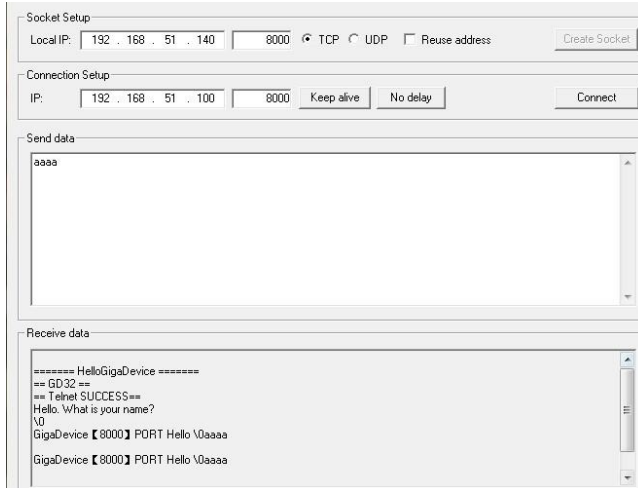 Socket Setup
Local IP: 192 . 168 . 51 . 140 8000 TCP UDP Reuse address Create Socket
Connection Setup
IP: 192 . 168 . 51 . 100 8000 Keep alive No delay Connect
Send data
aaaa
Receive data
======= HelloGigaDevice =======
== GD32 ==
== Telnet SUCCESS==
Hello. What is your name?
\0
GigaDevice【8000】PORT Hello \0aaaa
GigaDevice【8000】PORT Hello \0aaaa